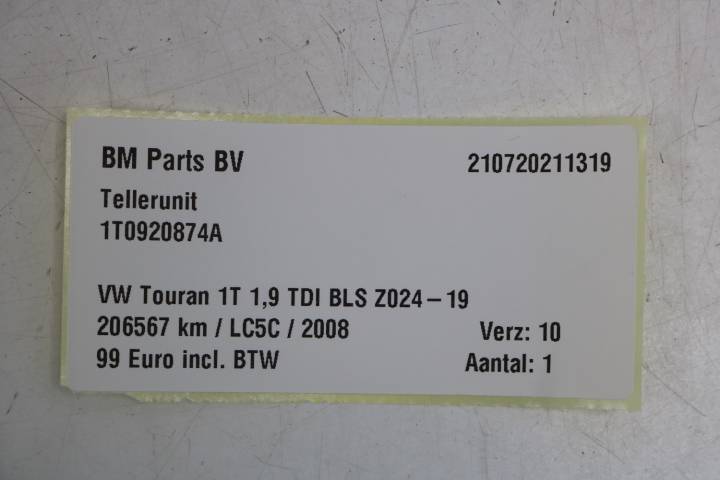 BM Parts BV 210720211319
Tellerunit
1T0920874A
VW Touran 1T 1,9 TDI BLS Z024-19
206567 km / LC5C / 2008 Verz: 10
99 Euro incl. BTW Aantal: 1